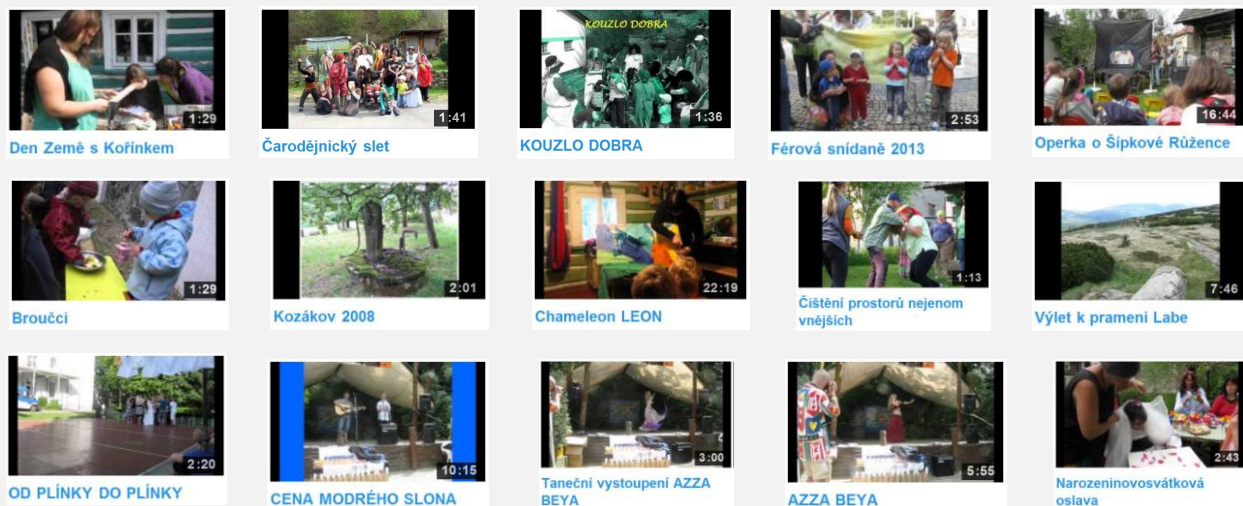 KOUZLO DOBRA
1:29
1:41
1:36
2:53
16:44
Den Země s Kořínkem
Čarodějnický slet
KOUZLO DOBRA
Férová snídaně 2013
Operka o Šípkové Růžence
1:29
2:01
22:19
1:13
7:46
Broučci
Kozákov 2008
Chameleon LEON
Čištění prostorů nejenom
vnějších
Výlet k prameni Labe
2:20
10:15
3:00
5:55
2:43
OD PLÍNKY DO PLÍNKY
CENA MODRÉHO SLONA
Taneční vystoupení AZZA
BEYA
AZZA BEYA
Narozeninovosvátková
oslava